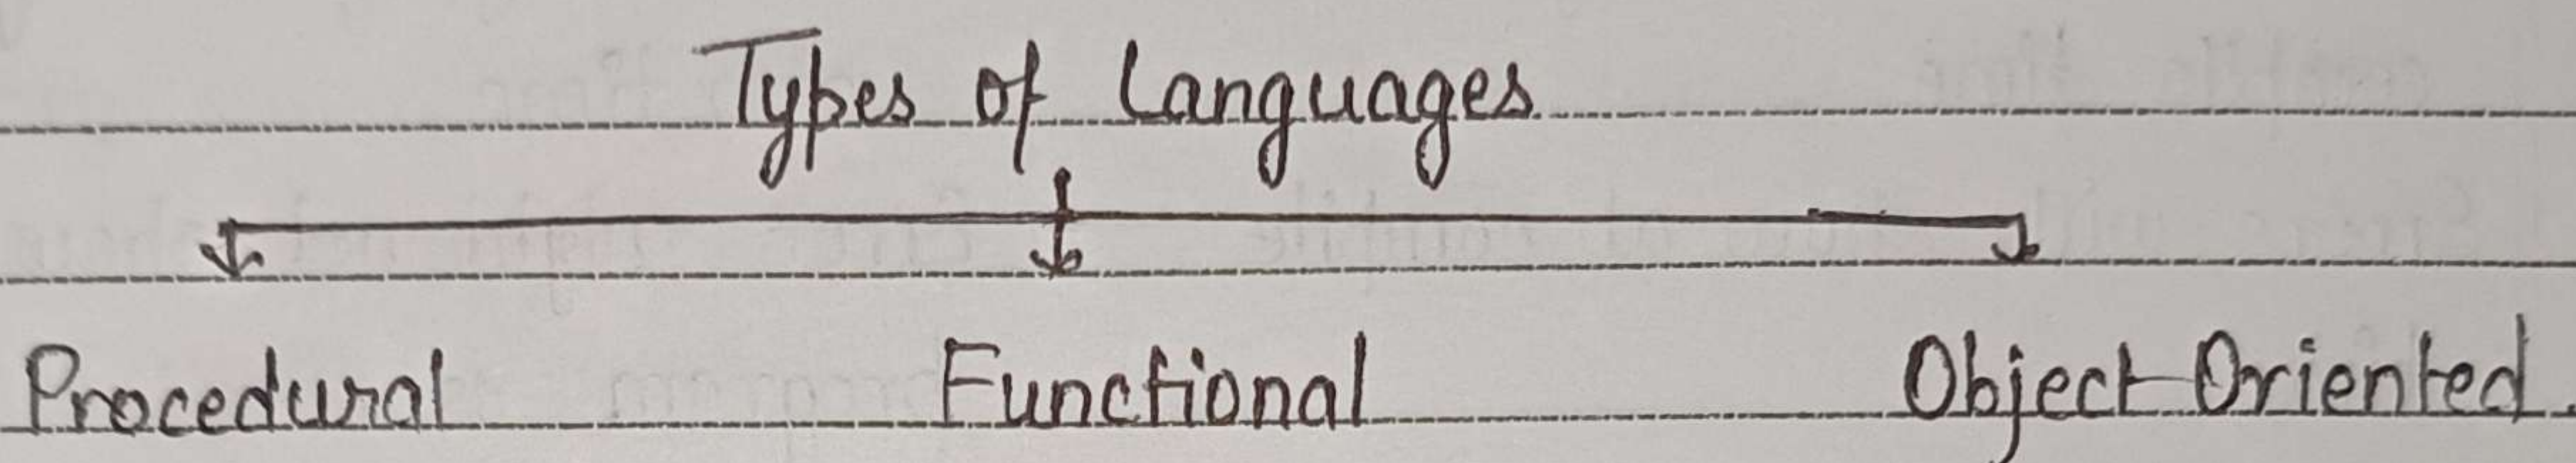 Types of Languages
Procedural Functional Object Oriented